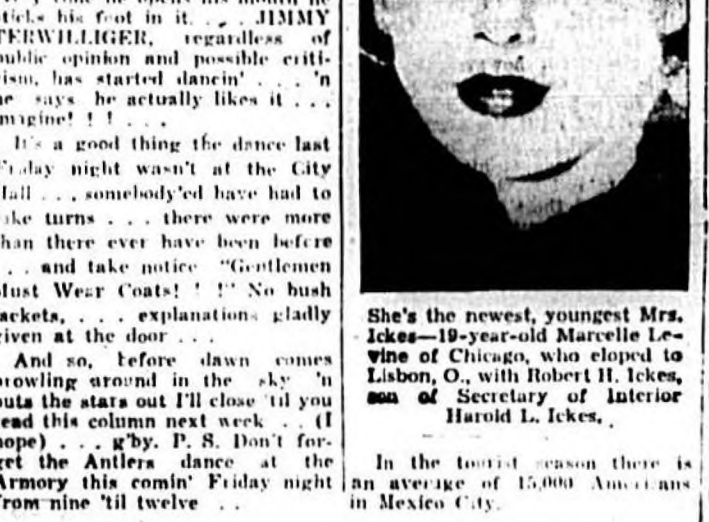 sticks his foot in it. . . . JIMMY
TERWILLIGER, regardless of
public opinion and possible criti-
cism, has started dancin' . . . 'n
he says he actually likes it . . .
imagine! ! ! . . .
It's a good thing the dance last
Friday night wasn't at the City
Hall . . . somebody'ed have had to
take turns . . . there were more
than there ever have been before
. . . and take notice "Gentlemen
Must Wear Coats! ! !" No bush
jackets, . . . explanations gladly
given at the door . . .
And so, before dawn comes
prowling around in the sky 'n
puts the stars out I'll close 'til you
read this column next week . . (I
hope) . . . g'by. P. S. Don't for-
get the Antlers dance at the
Armory this comin' Friday night
from nine 'til twelve . .
She's the newest, youngest Mrs.
Ickes—19-year-old Marcelle Le-
vine of Chicago, who eloped to
Lisbon, O., with Robert H. Ickes,
son of Secretary of Interior
Harold L. Ickes.
In the tourist season there is
an average of 15,000 Americans
in Mexico City.